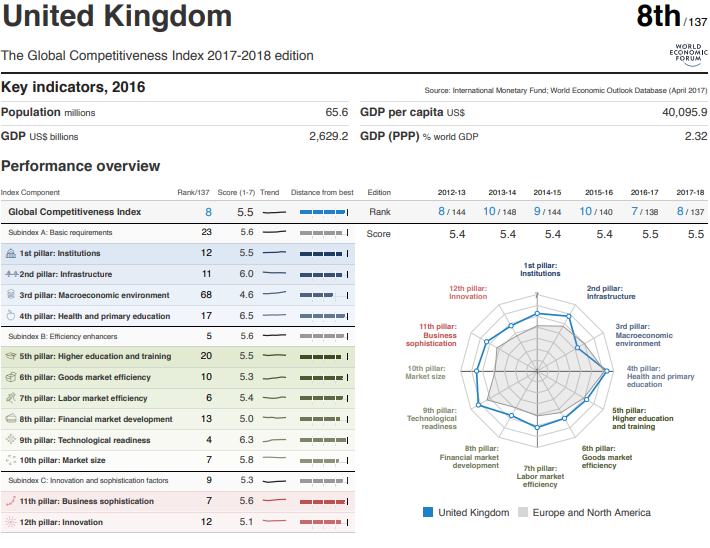 United Kingdom
8th / 137
The Global Competitiveness Index 2017-2018 edition
WORLD
ECONOMIC
FORUM
Key indicators, 2016
Source: International Monetary Fund; World Economic Outlook Database (April 2017)
Population millions 65.6
GDP per capita US$ 40,095.9
GDP US$ billions 2,629.2
GDP (PPP) % world GDP 2.32
Performance overview
Index Component Rank/137 Score (1-7) Trend Distance from best
Global Competitiveness Index 8 5.5
Subindex A: Basic requirements 23 5.6
1st pillar: Institutions 12 5.5
2nd pillar: Infrastructure 11 6.0
3rd pillar: Macroeconomic environment 68 4.6
4th pillar: Health and primary education 17 6.5
Subindex B: Efficiency enhancers 5 5.6
5th pillar: Higher education and training 20 5.5
6th pillar: Goods market efficiency 10 5.3
7th pillar: Labor market efficiency 6 5.4
8th pillar: Financial market development 13 5.0
9th pillar: Technological readiness 4 6.3
10th pillar: Market size 7 5.8
Subindex C: Innovation and sophistication factors 9 5.3
11th pillar: Business sophistication 7 5.6
12th pillar: Innovation 12 5.1
Edition 2012-13 2013-14 2014-15 2015-16 2016-17 2017-18
Rank 8 / 144 10 / 148 9 / 144 10 / 140 7 / 138 8 / 137
Score 5.4 5.4 5.4 5.4 5.5 5.5
1st pillar:
Institutions
7
2nd pillar:
Infrastructure
3rd pillar:
Macroeconomic
environment
4th pillar:
Health and primary
education
5th pillar:
Higher education
and training
6th pillar:
Goods market
efficiency
7th pillar:
Labor market
efficiency
8th pillar:
Financial market
development
9th pillar:
Technological
readiness
10th pillar:
Market size
11th pillar:
Business
sophistication
12th pillar:
Innovation
United Kingdom
Europe and North America